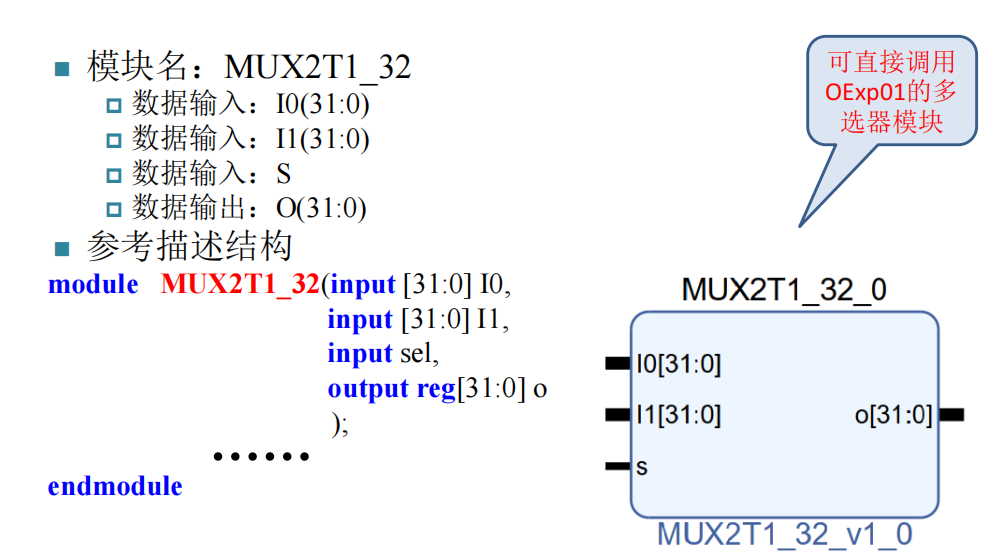 模块名：MUX2T1_32
数据输入：I0(31:0)
数据输入：I1(31:0)
数据输入：S
数据输出：O(31:0)
参考描述结构
module MUX2T1_32(input [31:0] I0,
input [31:0] I1,
input sel,
output reg[31:0] o
);
••••••
endmodule
可直接调用
OExp01的多
选器模块
MUX2T1_32_0
I0[31:0]
I1[31:0]
o[31:0]
s
MUX2T1_32_v1_0